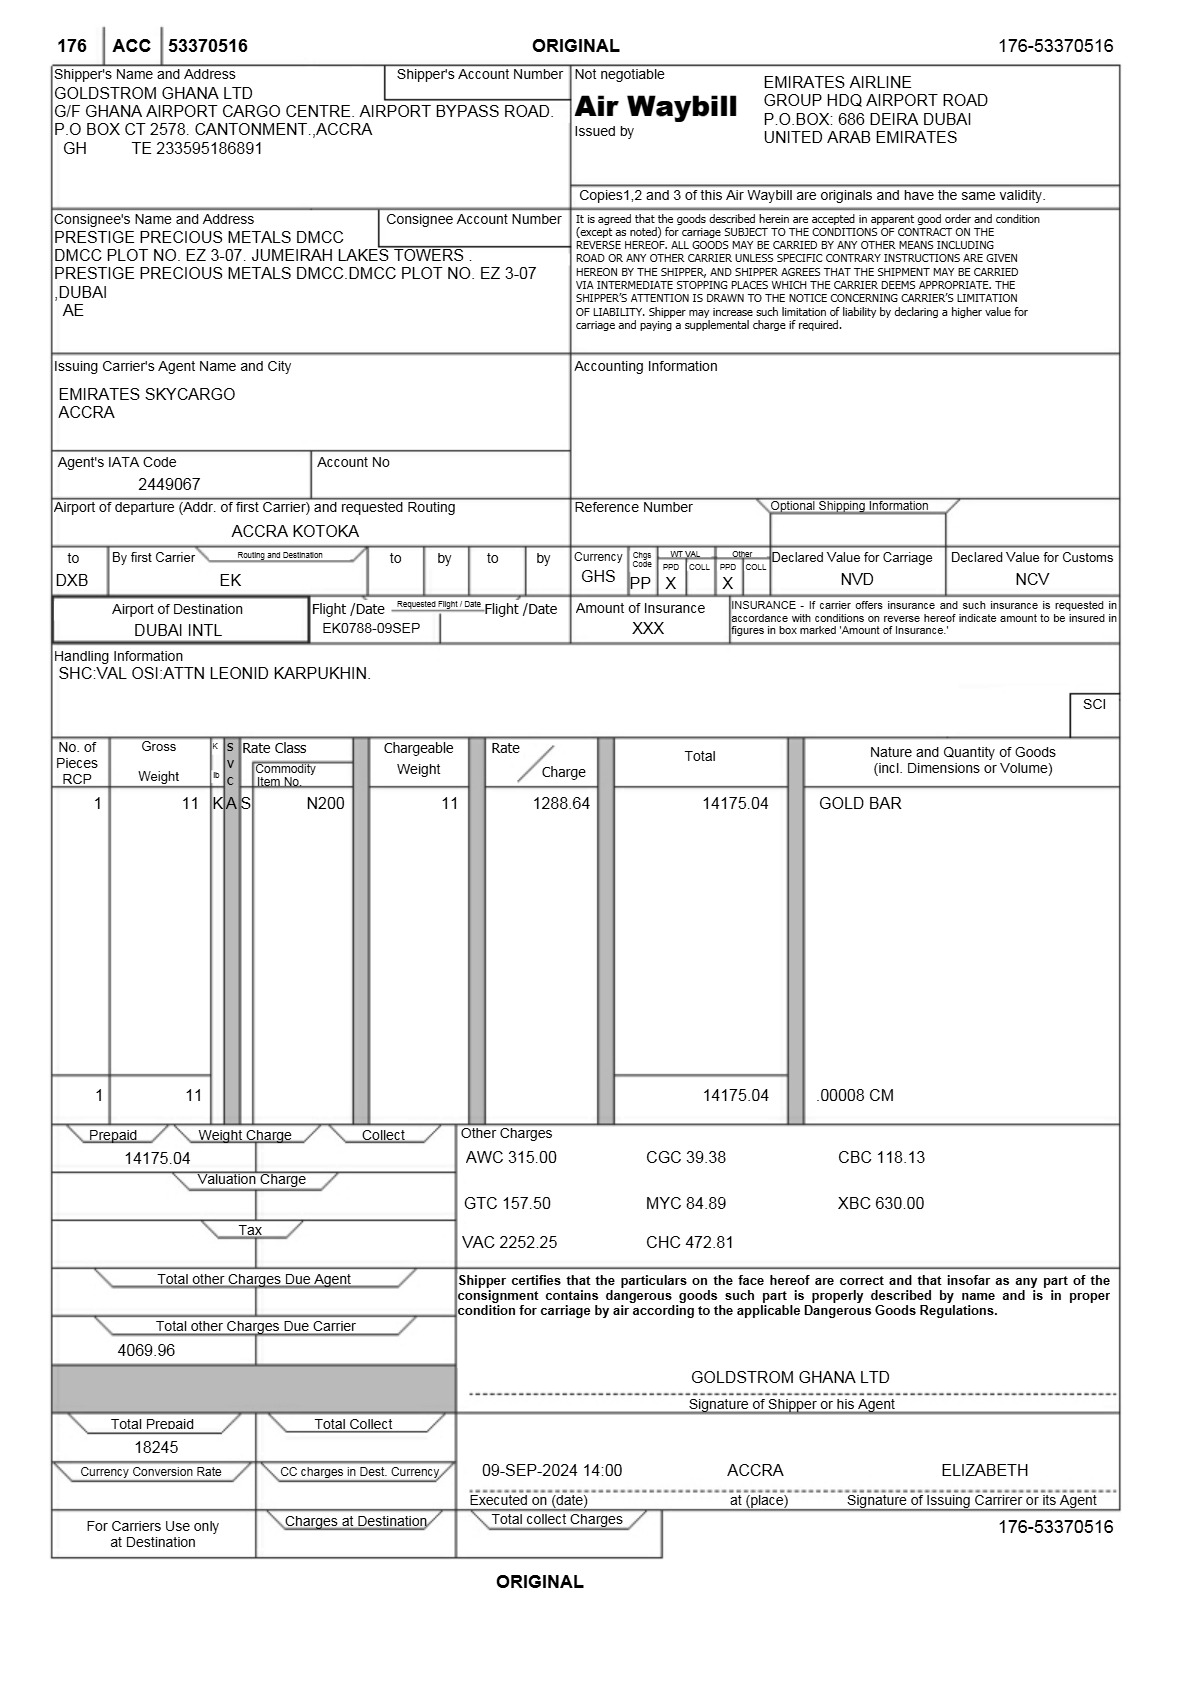 176 ACC 53370516 ORIGINAL 176-53370516
Shipper's Name and Address
Shipper's Account Number
GOLDSTROM GHANA LTD
G/F GHANA AIRPORT CARGO CENTRE. AIRPORT BYPASS ROAD.
P.O BOX CT 2578. CANTONMENT.,ACCRA
GH TE 233595186891
Not negotiable
Air Waybill
Issued by
EMIRATES AIRLINE
GROUP HDQ AIRPORT ROAD
P.O.BOX: 686 DEIRA DUBAI
UNITED ARAB EMIRATES
Copies1,2 and 3 of this Air Waybill are originals and have the same validity.
Consignee's Name and Address
Consignee Account Number
PRESTIGE PRECIOUS METALS DMCC
DMCC PLOT NO. EZ 3-07. JUMEIRAH LAKES TOWERS .
PRESTIGE PRECIOUS METALS DMCC.DMCC PLOT NO. EZ 3-07
,DUBAI
AE
It is agreed that the goods described herein are accepted in apparent good order and condition
(except as noted) for carriage SUBJECT TO THE CONDITIONS OF CONTRACT ON THE
REVERSE HEREOF. ALL GOODS MAY BE CARRIED BY ANY OTHER MEANS INCLUDING
ROAD OR ANY OTHER CARRIER UNLESS SPECIFIC CONTRARY INSTRUCTIONS ARE GIVEN
HEREON BY THE SHIPPER, AND SHIPPER AGREES THAT THE SHIPMENT MAY BE CARRIED
VIA INTERMEDIATE STOPPING PLACES WHICH THE CARRIER DEEMS APPROPRIATE. THE
SHIPPER'S ATTENTION IS DRAWN TO THE NOTICE CONCERNING CARRIER'S LIMITATION
OF LIABILITY. Shipper may increase such limitation of liability by declaring a higher value for
carriage and paying a supplemental charge if required.
Issuing Carrier's Agent Name and City
EMIRATES SKYCARGO
ACCRA
Accounting Information
Agent's IATA Code
2449067
Account No
Airport of departure (Addr. of first Carrier) and requested Routing
ACCRA KOTOKA
Reference Number
Optional Shipping Information
to
DXB
By first Carrier
Routing and Destination
EK
to
by
to
by
Currency
GHS
Chgs
Code
PP
WT VAL
PPD COLL
X
Other
PPD COLL
X
Declared Value for Carriage
NVD
Declared Value for Customs
NCV
Airport of Destination
DUBAI INTL
Flight /Date
Requested Flight / Date
Flight /Date
EK0788-09SEP
Amount of Insurance
XXX
INSURANCE - If carrier offers insurance and such insurance is requested in
accordance with conditions on reverse hereof indicate amount to be insured in
figures in box marked 'Amount of Insurance.'
Handling Information
SHC:VAL OSI:ATTN LEONID KARPUKHIN.
SCI
No. of
Pieces
RCP
Gross
Weight
K
lb
S
V
C
Rate Class
Commodity
Item No.
Chargeable
Weight
Rate
Charge
Total
Nature and Quantity of Goods
(incl. Dimensions or Volume)
1 11 K A S N200 11 1288.64 14175.04 GOLD BAR
1 11 14175.04 .00008 CM
Prepaid
Weight Charge
Collect
14175.04
Valuation Charge
Tax
Other Charges
AWC 315.00 CGC 39.38 CBC 118.13
GTC 157.50 MYC 84.89 XBC 630.00
VAC 2252.25 CHC 472.81
Total other Charges Due Agent
Total other Charges Due Carrier
4069.96
Shipper certifies that the particulars on the face hereof are correct and that insofar as any part of the
consignment contains dangerous goods such part is properly described by name and is in proper
condition for carriage by air according to the applicable Dangerous Goods Regulations.
GOLDSTROM GHANA LTD
Signature of Shipper or his Agent
Total Prepaid
18245
Total Collect
Currency Conversion Rate
CC charges in Dest. Currency
09-SEP-2024 14:00 ACCRA ELIZABETH
Executed on (date) at (place) Signature of Issuing Carrirer or its Agent
For Carriers Use only
at Destination
Charges at Destination
Total collect Charges
176-53370516
ORIGINAL